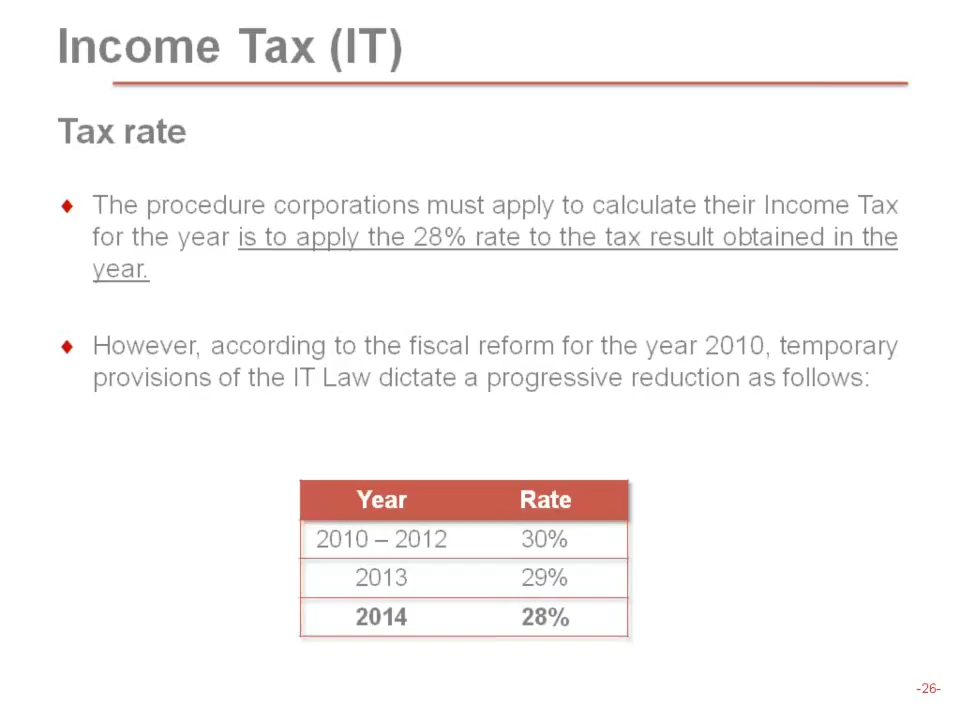 Income Tax (IT)
Tax rate
♦ The procedure corporations must apply to calculate their Income Tax
for the year is to apply the 28% rate to the tax result obtained in the
year.
♦ However, according to the fiscal reform for the year 2010, temporary
provisions of the IT Law dictate a progressive reduction as follows:
Year Rate
2010 – 2012 30%
2013 29%
2014 28%
-26-